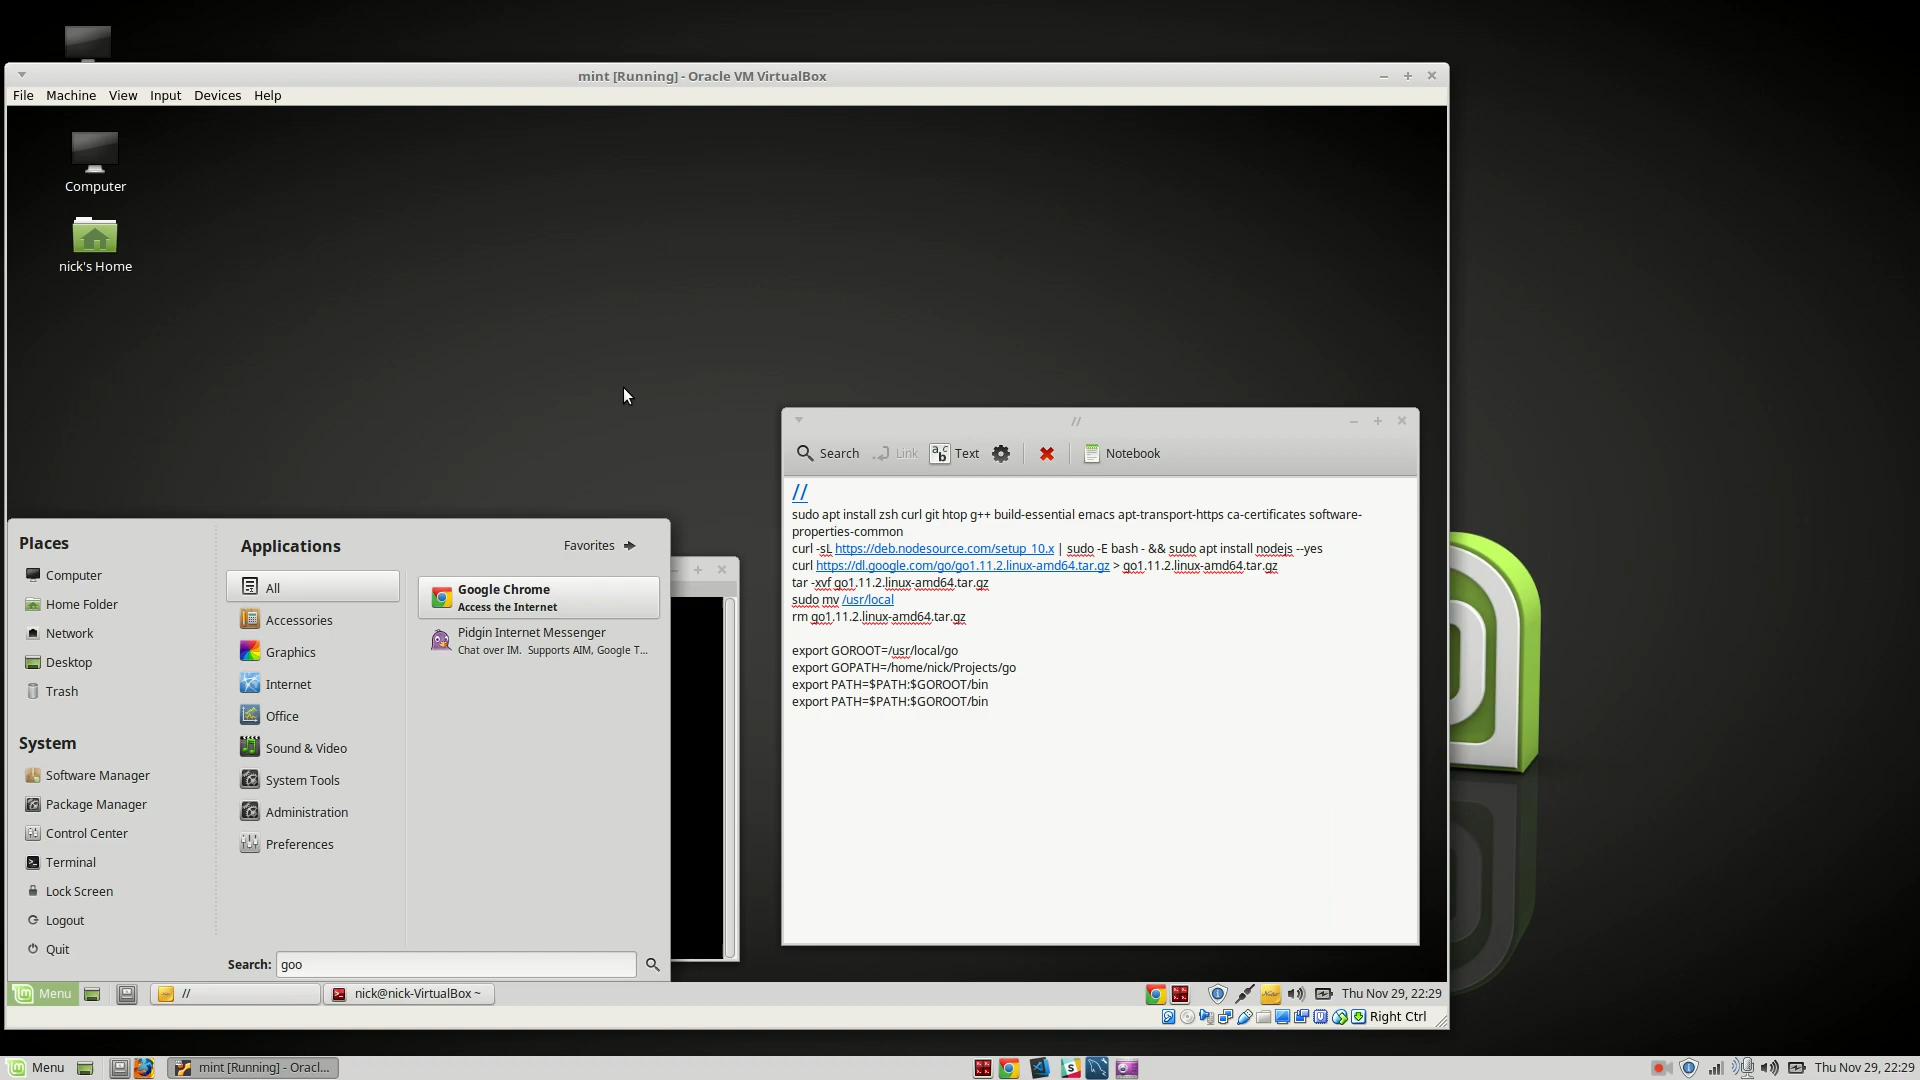 mint [Running] - Oracle VM VirtualBox
File Machine View Input Devices Help
Computer
nick's Home
//
Search Link Text Notebook
//
sudo apt install zsh curl git htop g++ build-essential emacs apt-transport-https ca-certificates software-
properties-common
curl -sL https://deb.nodesource.com/setup_10.x | sudo -E bash - && sudo apt install nodejs --yes
curl https://dl.google.com/go/go1.11.2.linux-amd64.tar.gz > go1.11.2.linux-amd64.tar.gz
tar -xvf go1.11.2.linux-amd64.tar.gz
sudo mv /usr/local
rm go1.11.2.linux-amd64.tar.gz
export GOROOT=/usr/local/go
export GOPATH=/home/nick/Projects/go
export PATH=$PATH:$GOROOT/bin
export PATH=$PATH:$GOROOT/bin
Places
Computer
Home Folder
Network
Desktop
Trash
System
Software Manager
Package Manager
Control Center
Terminal
Lock Screen
Logout
Quit
Applications
Favorites
All
Accessories
Graphics
Internet
Office
Sound & Video
System Tools
Administration
Preferences
Google Chrome
Access the Internet
Pidgin Internet Messenger
Chat over IM. Supports AIM, Google T...
Search: goo
Menu // nick@nick-VirtualBox ~ Thu Nov 29, 22:29
Right Ctrl
Menu mint [Running] - Oracl... Thu Nov 29, 22:29